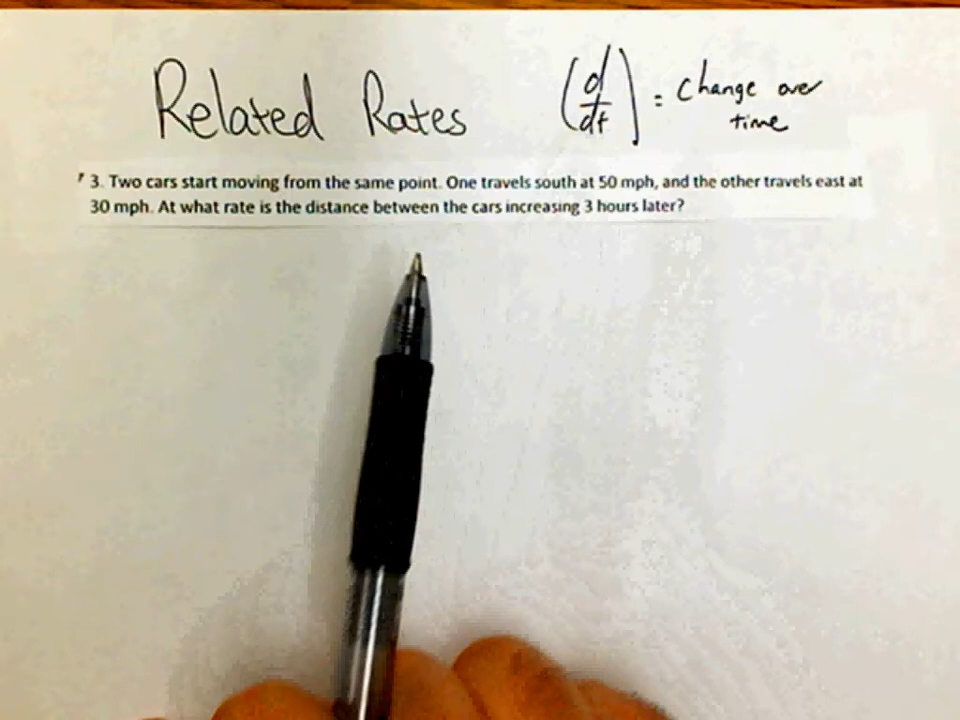 Related Rates (d/dt) = change over time
3. Two cars start moving from the same point. One travels south at 50 mph, and the other travels east at
30 mph. At what rate is the distance between the cars increasing 3 hours later?